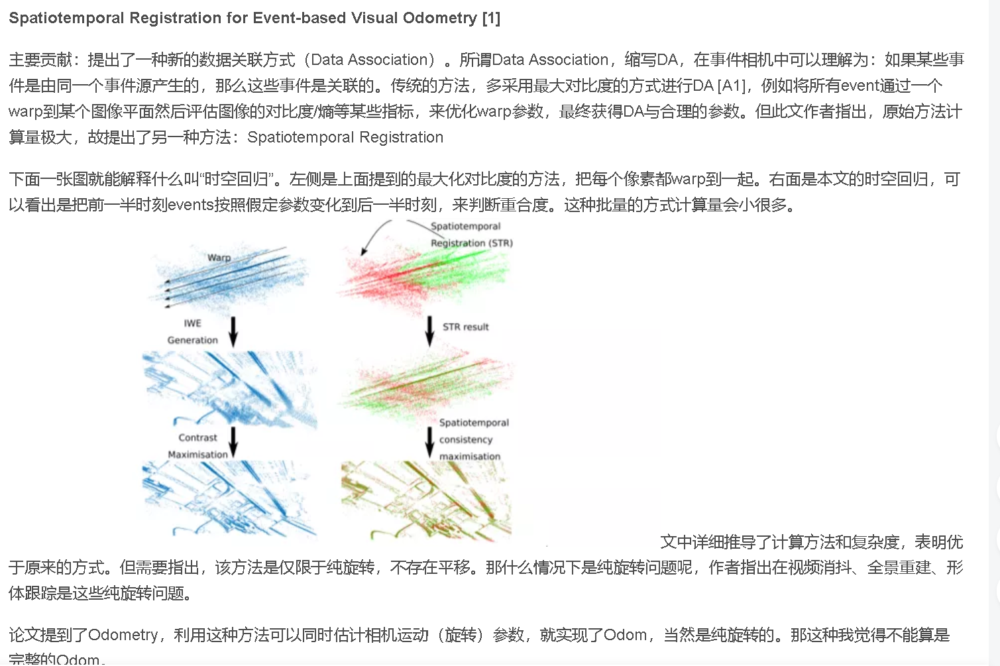 Spatiotemporal Registration for Event-based Visual Odometry [1]
主要贡献：提出了一种新的数据关联方式（Data Association）。所谓Data Association，缩写DA，在事件相机中可以理解为：如果某些事
件是由同一个事件源产生的，那么这些事件是关联的。传统的方法，多采用最大对比度的方式进行DA [A1]，例如将所有event通过一个
warp到某个图像平面然后评估图像的对比度/熵等某些指标，来优化warp参数，最终获得DA与合理的参数。但此文作者指出，原始方法计
算量极大，故提出了另一种方法：Spatiotemporal Registration
下面一张图就能解释什么叫“时空回归”。左侧是上面提到的最大化对比度的方法，把每个像素都warp到一起。右面是本文的时空回归，可
以看出是把前一半时刻events按照假定参数变化到后一半时刻，来判断重合度。这种批量的方式计算量会小很多。
Warp
IWE
Generation
Contrast
Maximisation
Spatiotemporal
Registration (STR)
STR result
Spatiotemporal
consistency
maximisation
文中详细推导了计算方法和复杂度，表明优
于原来的方式。但需要指出，该方法是仅限于纯旋转，不存在平移。那什么情况下是纯旋转问题呢，作者指出在视频消抖、全景重建、形
体跟踪是这些纯旋转问题。
论文提到了Odometry，利用这种方法可以同时估计相机运动（旋转）参数，就实现了Odom，当然是纯旋转的。那这种我觉得不能算是
完整的Odom。